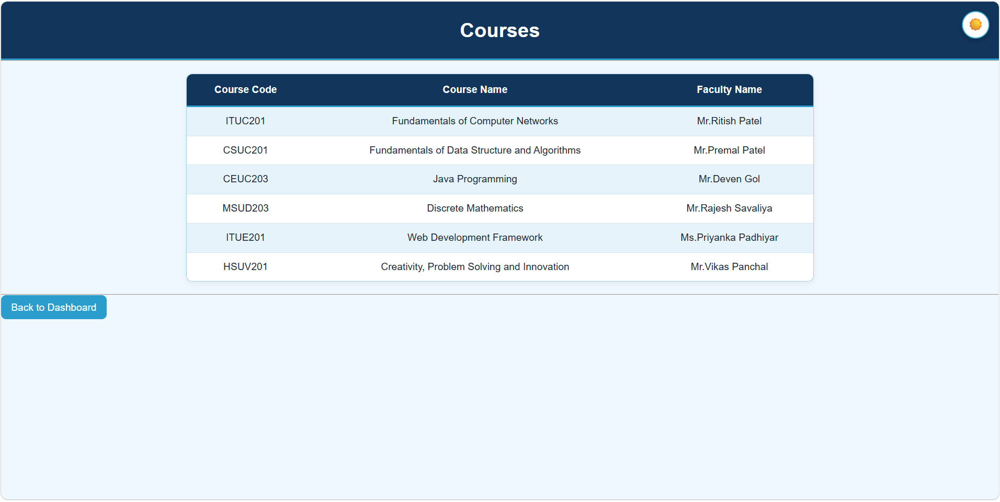 Courses
Course Code Course Name Faculty Name
ITUC201 Fundamentals of Computer Networks Mr.Ritish Patel
CSUC201 Fundamentals of Data Structure and Algorithms Mr.Premal Patel
CEUC203 Java Programming Mr.Deven Gol
MSUD203 Discrete Mathematics Mr.Rajesh Savaliya
ITUE201 Web Development Framework Ms.Priyanka Padhiyar
HSUV201 Creativity, Problem Solving and Innovation Mr.Vikas Panchal
Back to Dashboard